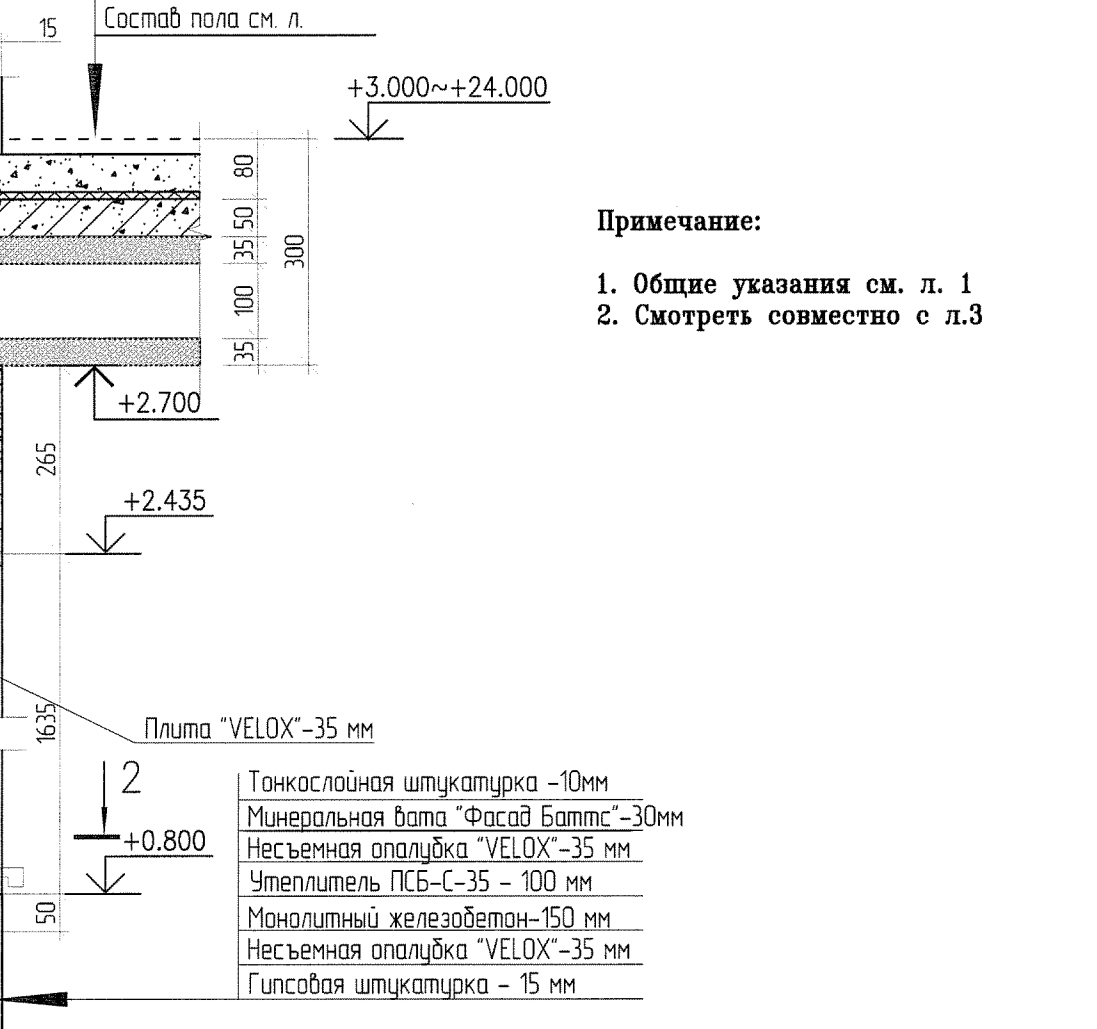 Состав пола см. л.
15
+3.000~+24.000
80
50
35
300
100
35
Примечание:
1. Общие указания см. л. 1
2. Смотреть совместно с л.3
+2.700
265
+2.435
1635
Плита "VELOX"-35 мм
2
+0.800
50
Тонкослойная штукатурка -10мм
Минеральная вата "Фасад Баттс"-30мм
Несъемная опалубка "VELOX"-35 мм
Утеплитель ПСБ-С-35 - 100 мм
Монолитный железобетон-150 мм
Несъемная опалубка "VELOX"-35 мм
Гипсовая штукатурка - 15 мм